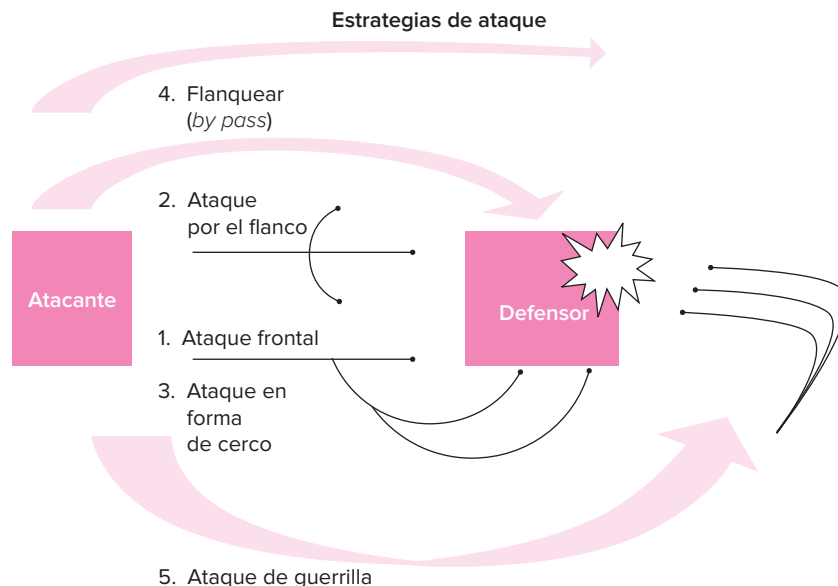 Estrategias de ataque
4. Flanquear
(by pass)
2. Ataque
por el flanco
Atacante
Defensor
1. Ataque frontal
3. Ataque en
forma
de cerco
5. Ataque de guerrilla